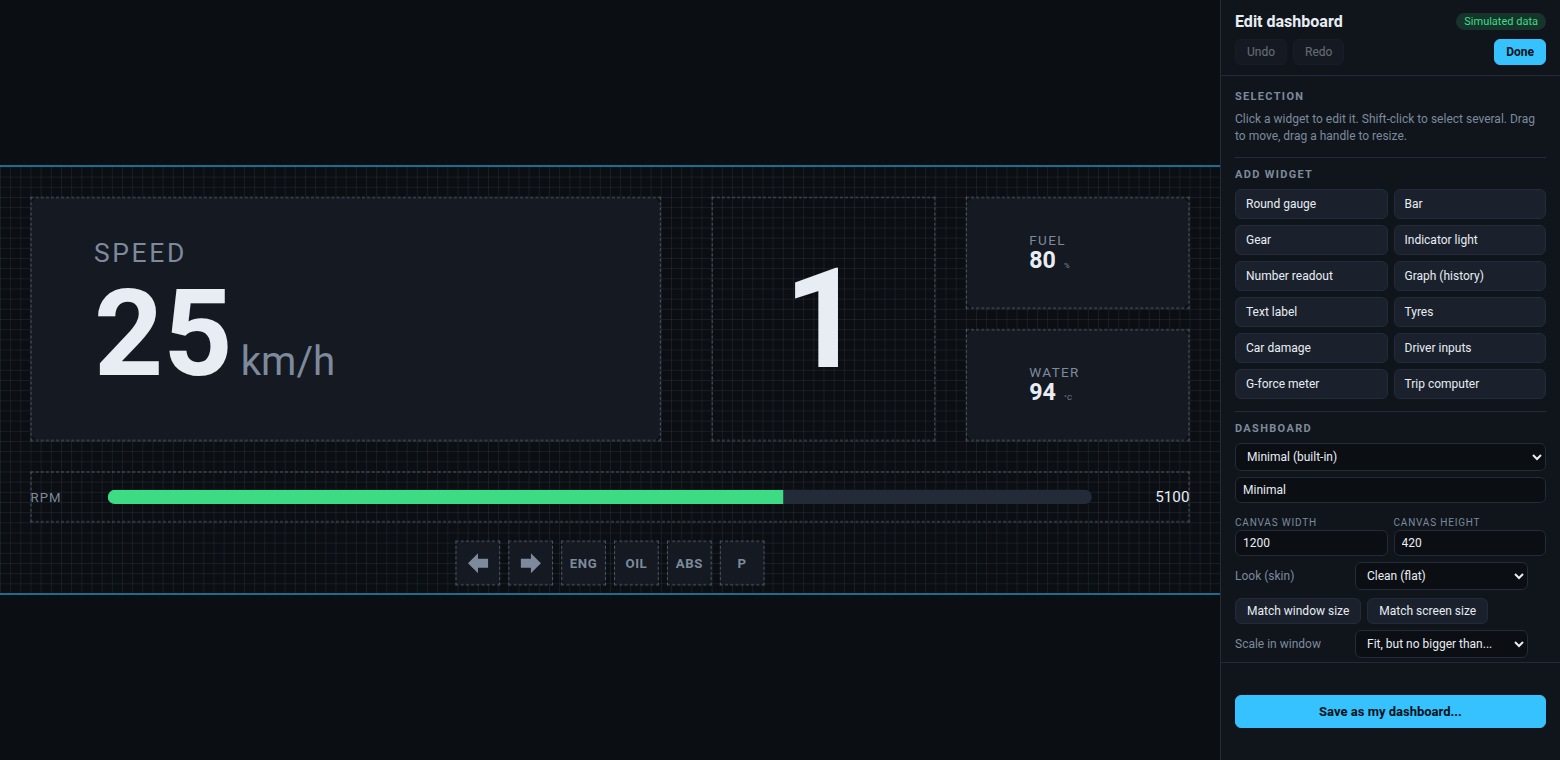 Edit dashboard
Simulated data
Undo
Redo
Done
SELECTION
Click a widget to edit it. Shift-click to select several. Drag
to move, drag a handle to resize.
ADD WIDGET
Round gauge
Bar
Gear
Indicator light
Number readout
Graph (history)
Text label
Tyres
Car damage
Driver inputs
G-force meter
Trip computer
DASHBOARD
Minimal (built-in)
Minimal
CANVAS WIDTH
CANVAS HEIGHT
1200
420
Look (skin)
Clean (flat)
Match window size
Match screen size
Scale in window
Fit, but no bigger than...
Save as my dashboard...
SPEED
25 km/h
1
FUEL
80 %
WATER
94 °C
RPM
5100
ENG
OIL
ABS
P